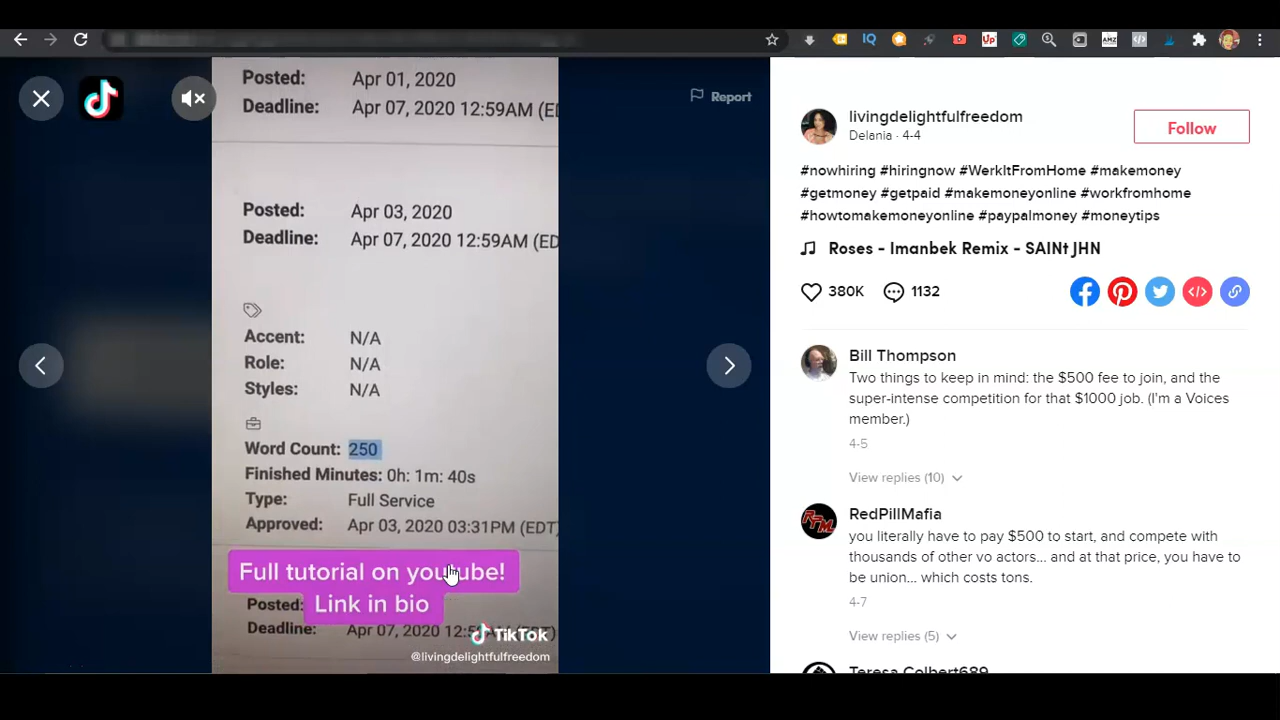 Posted: Apr 01, 2020
Deadline: Apr 07, 2020 12:59AM (ED
Posted: Apr 03, 2020
Deadline: Apr 07, 2020 12:59AM (ED
Accent: N/A
Role: N/A
Styles: N/A
Word Count: 250
Finished Minutes: 0h: 1m: 40s
Type: Full Service
Approved: Apr 03, 2020 03:31PM (EDT)
Full tutorial on youtube!
Link in bio
Posted:
Deadline: Apr 07, 2020 12:5
TikTok
@livingdelightfulfreedom
Report
livingdelightfulfreedom
Delania · 4-4
Follow
#nowhiring #hiringnow #WerkItFromHome #makemoney
#getmoney #getpaid #makemoneyonline #workfromhome
#howtomakemoneyonline #paypalmoney #moneytips
Roses - Imanbek Remix - SAINt JHN
380K 1132
Bill Thompson
Two things to keep in mind: the $500 fee to join, and the
super-intense competition for that $1000 job. (I'm a Voices
member.)
4-5
View replies (10)
RedPillMafia
you literally have to pay $500 to start, and compete with
thousands of other vo actors... and at that price, you have to
be union... which costs tons.
4-7
View replies (5)
Teresa Colbert689